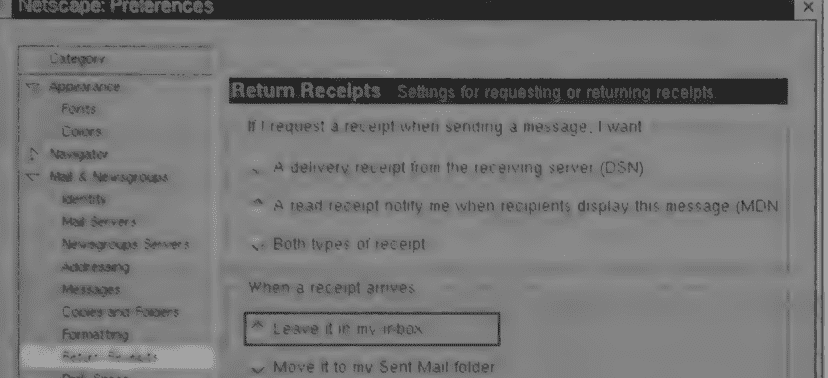 Netscape: Preferences
Category
Appearance
Fonts
Colors
Navigator
Mail & Newsgroups
Identity
Mail Servers
Newsgroups Servers
Addressing
Messages
Copies and Folders
Formatting
Return Receipts
Disk Space
Return Receipts Settings for requesting or returning receipts
If I request a receipt when sending a message, I want
A delivery receipt from the receiving server (DSN)
A read receipt notify me when recipients display this message (MDN
Both types of receipt
When a receipt arrives
Leave it in my inbox
Move it to my Sent Mail folder